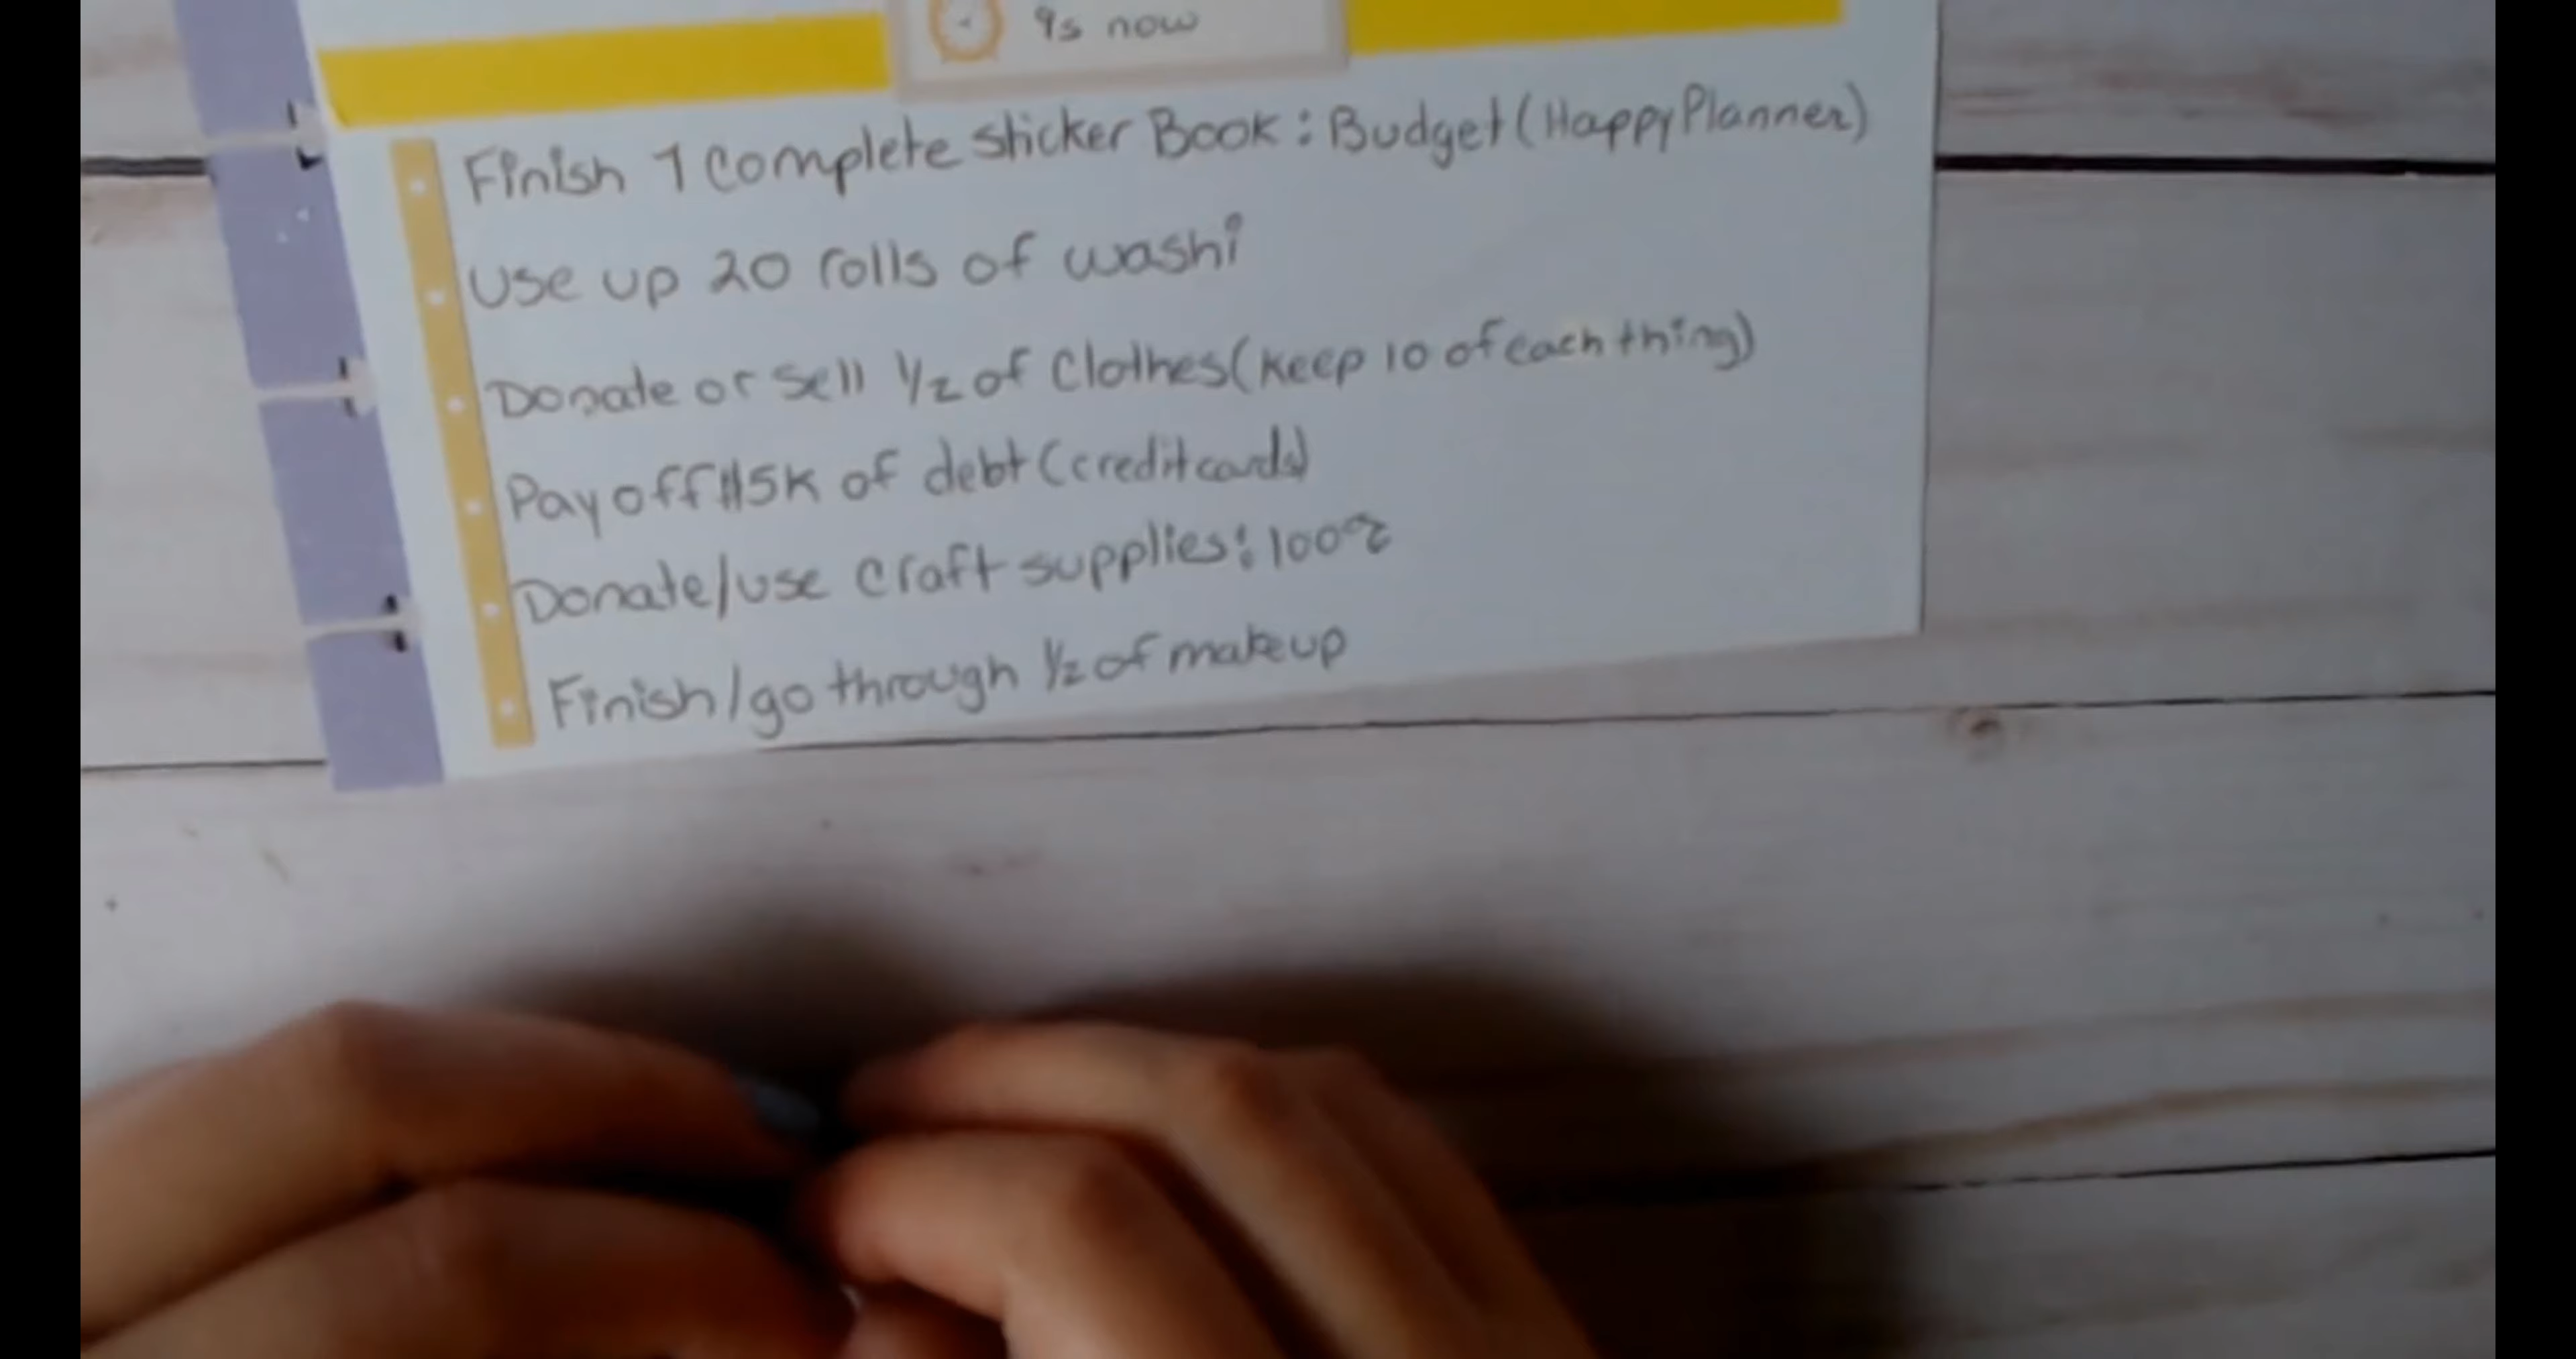 is now
Finish 1 complete sticker Book: Budget (Happy Planner)
Use up 20 rolls of washi
Donate or Sell 1/2 of Clothes (keep 10 of each thing)
Pay off $5K of debt (credit cards)
Donate/use Craft supplies: 100%
Finish/go through 1/2 of makeup